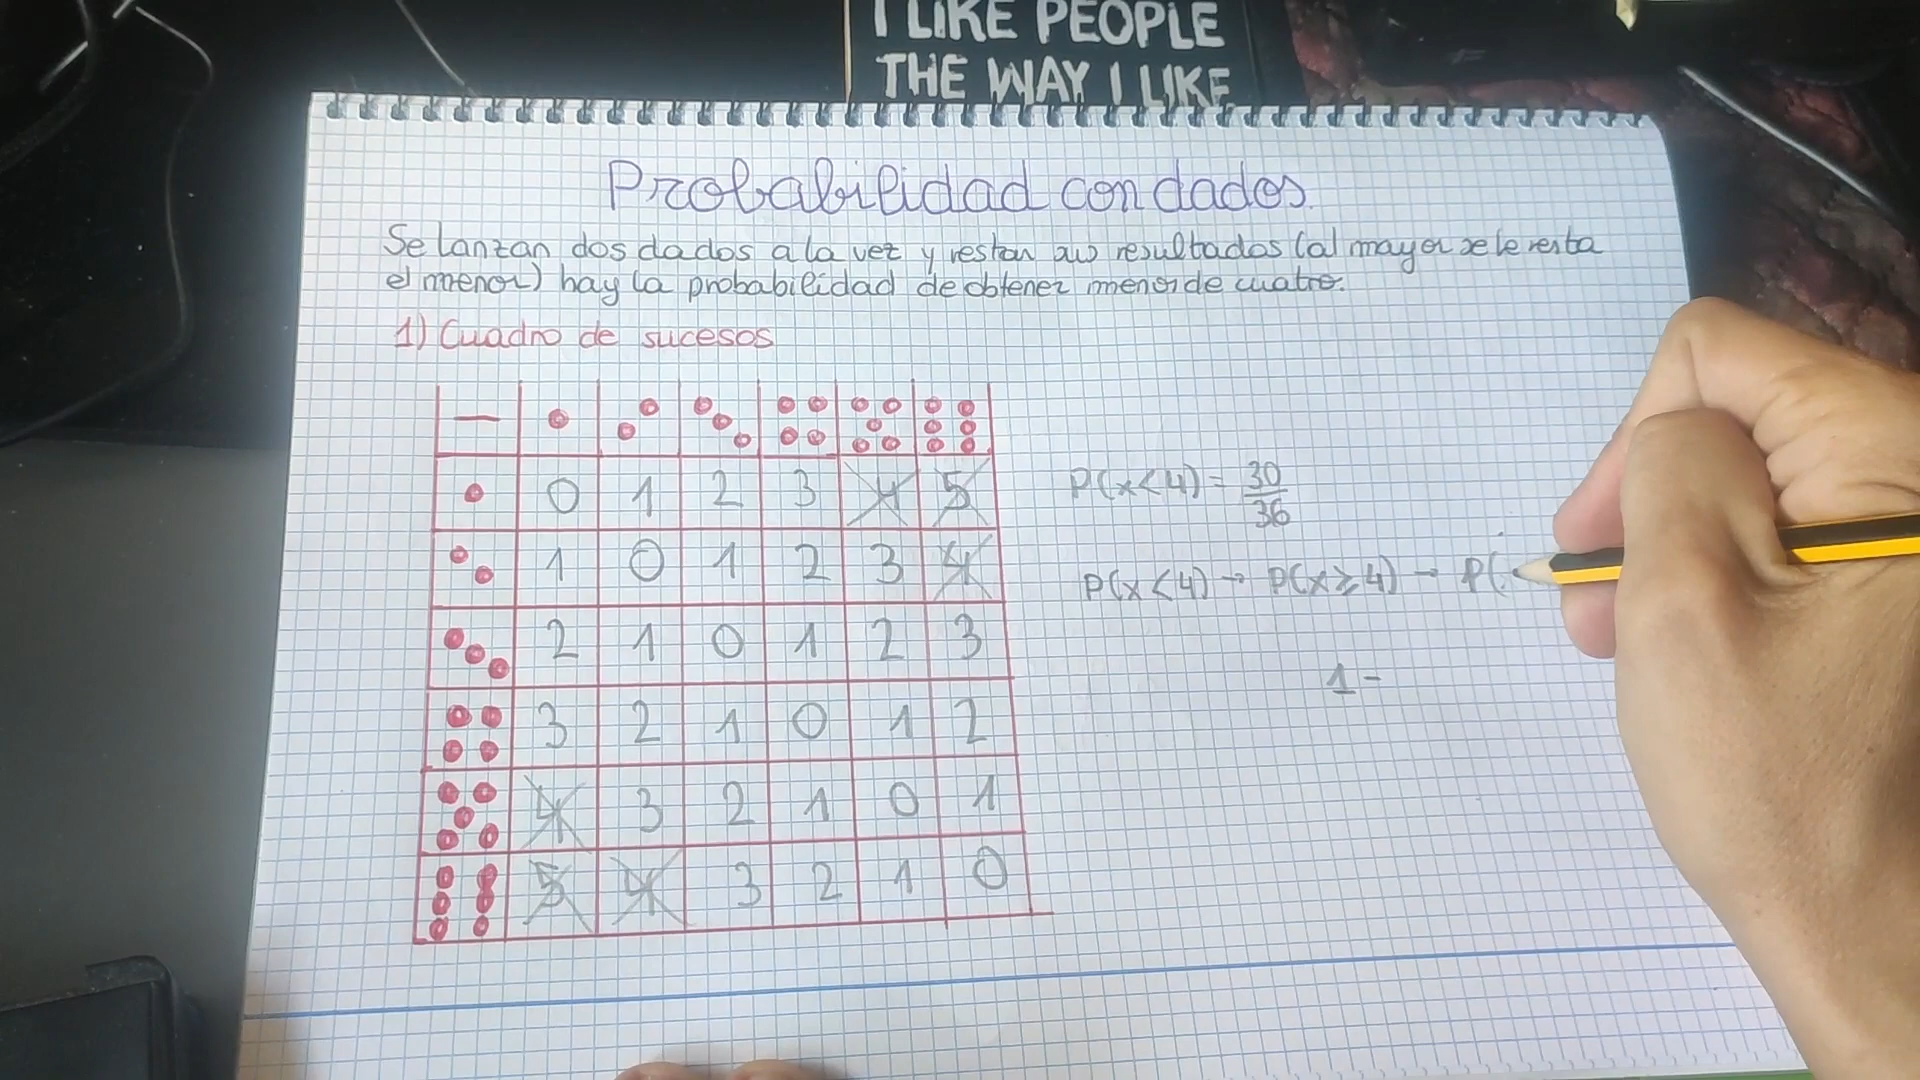 I LIKE PEOPLE
THE WAY I LIKE
Probabilidad con dados.
Se lanzan dos dados a la vez y restan sus resultados (al mayor se le resta
el menor) hay la probabilidad de obtener menor de cuatro.
1) Cuadro de sucesos
— 
0 1 2 3 4 5
1 0 1 2 3 4
2 1 0 1 2 3
3 2 1 0 1 2
4 3 2 1 0 1
5 4 3 2 1 0
P(x<4) = 30/36
P(x<4) → P(x≥4) → P(
1 -